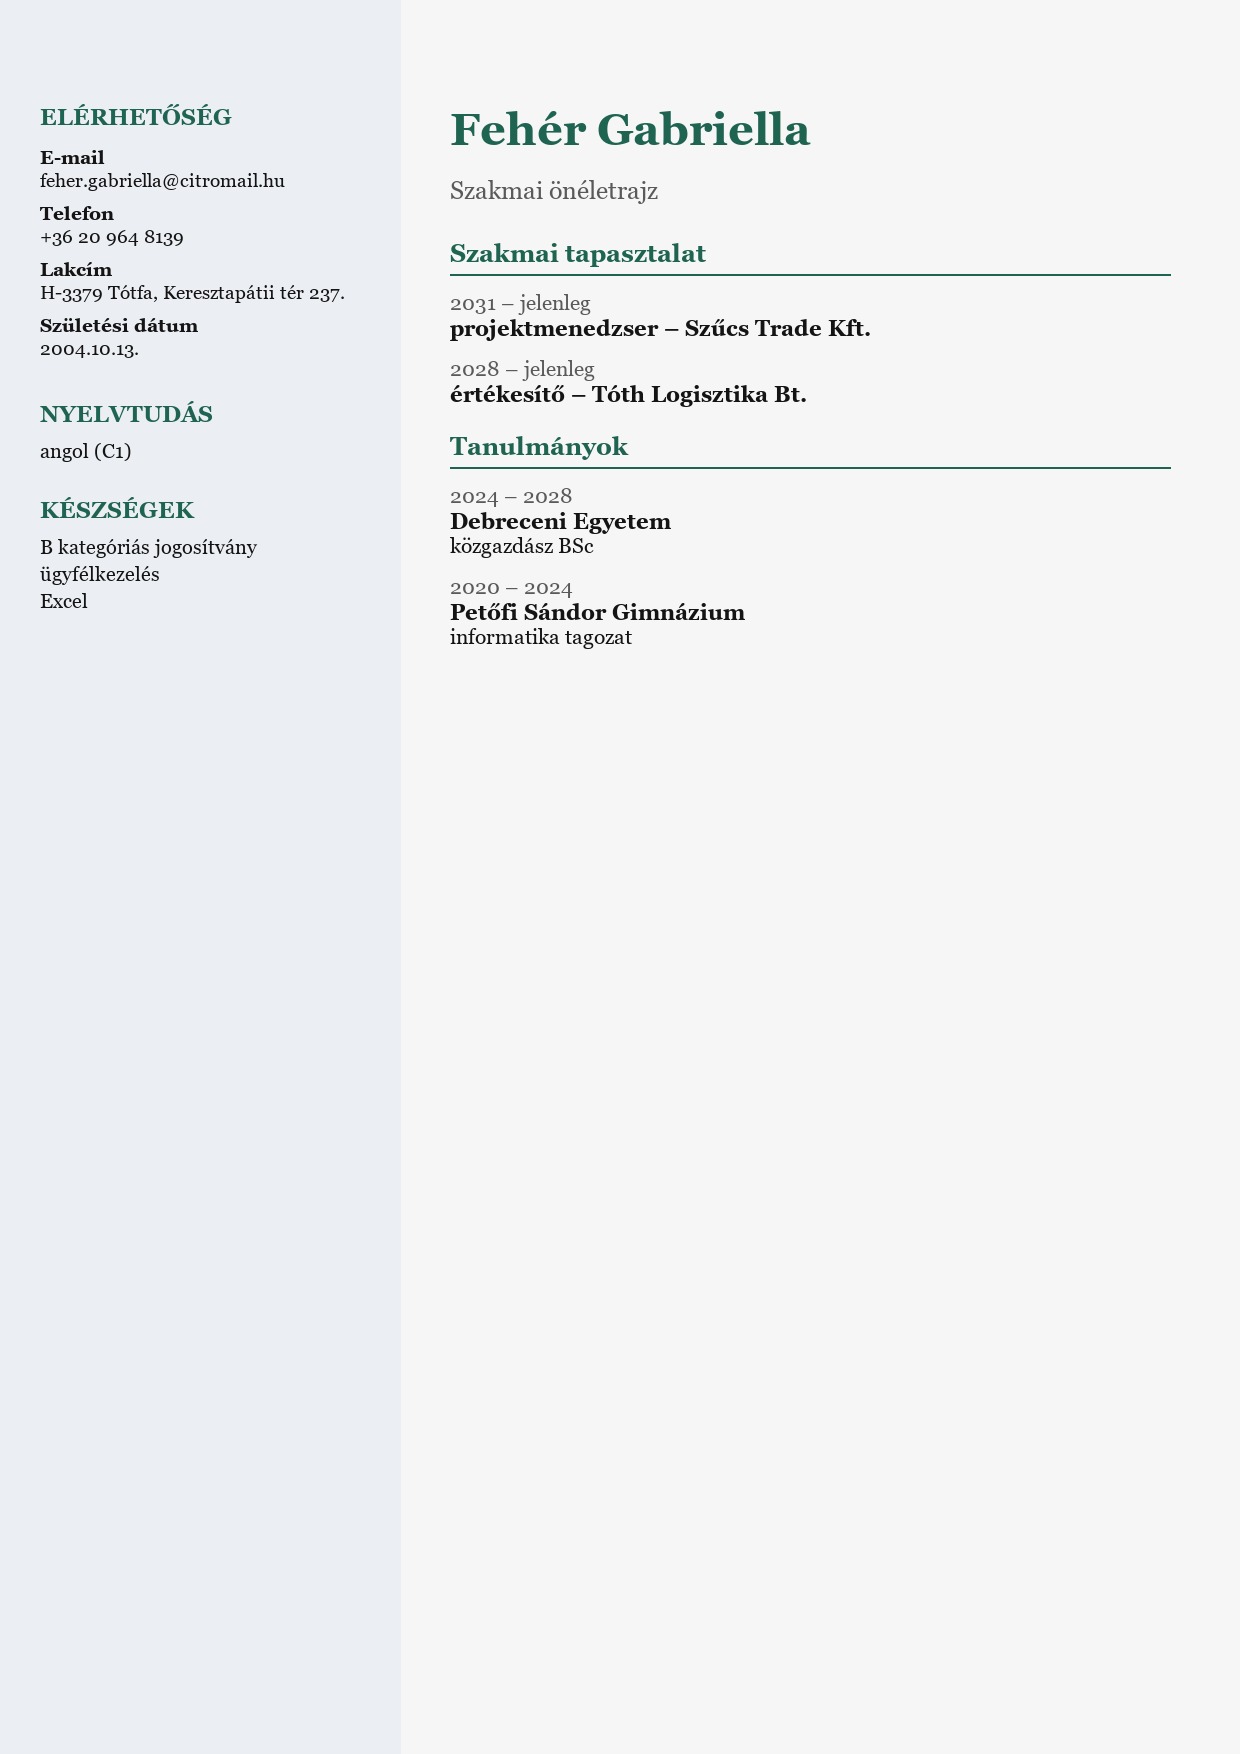 ELÉRHETŐSÉG
E-mail
feher.gabriella@citromail.hu
Telefon
+36 20 964 8139
Lakcím
H-3379 Tótfa, Keresztapátii tér 237.
Születési dátum
2004.10.13.
NYELVTUDÁS
angol (C1)
KÉSZSÉGEK
B kategóriás jogosítvány
ügyfélkezelés
Excel
Fehér Gabriella
Szakmai önéletrajz
Szakmai tapasztalat
2031 – jelenleg
projektmenedzser – Szűcs Trade Kft.
2028 – jelenleg
értékesítő – Tóth Logisztika Bt.
Tanulmányok
2024 – 2028
Debreceni Egyetem
közgazdász BSc
2020 – 2024
Petőfi Sándor Gimnázium
informatika tagozat